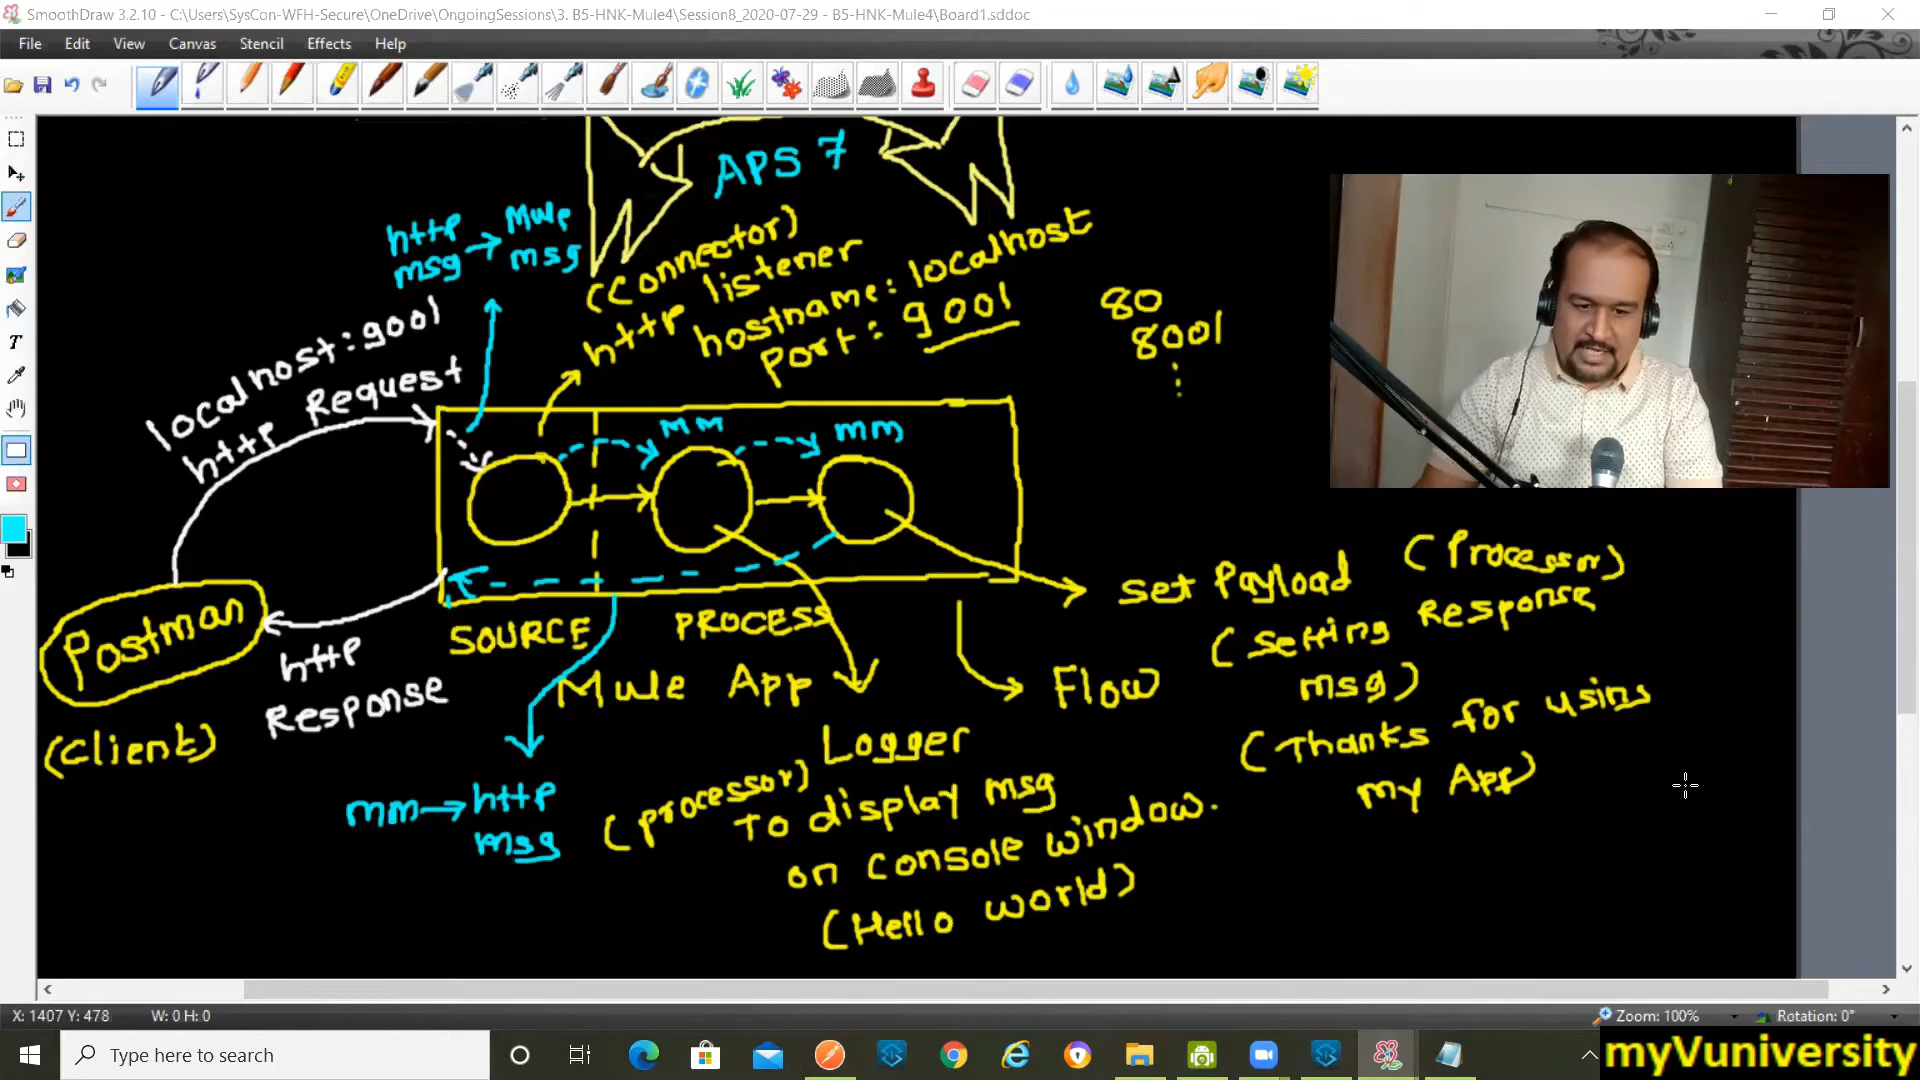 SmoothDraw 3.2.10 - C:\Users\SysCon-WFH-Secure\OneDrive\OngoingSessions\3. B5-HNK-Mule4\Session8_2020-07-29 - B5-HNK-Mule4\Board1.sddoc
File Edit View Canvas Stencil Effects Help
APS 7
http msg → Mule msg
(Connector)
http listener
hostname: localhost
Port: 9001
80
8001
localhost:9001
http Request
MM
MM
Postman
(Client)
http
Response
SOURCE
PROCESS
Mule App
Flow
set Payload (Processor)
(setting Response
msg)
(Thanks for using
my App)
mm → http
msg
Logger
(processor)
To display msg
on console window.
(Hello world)
X: 1407 Y: 478
W: 0 H: 0
Zoom: 100%
Rotation: 0°
Type here to search
myVuniversity